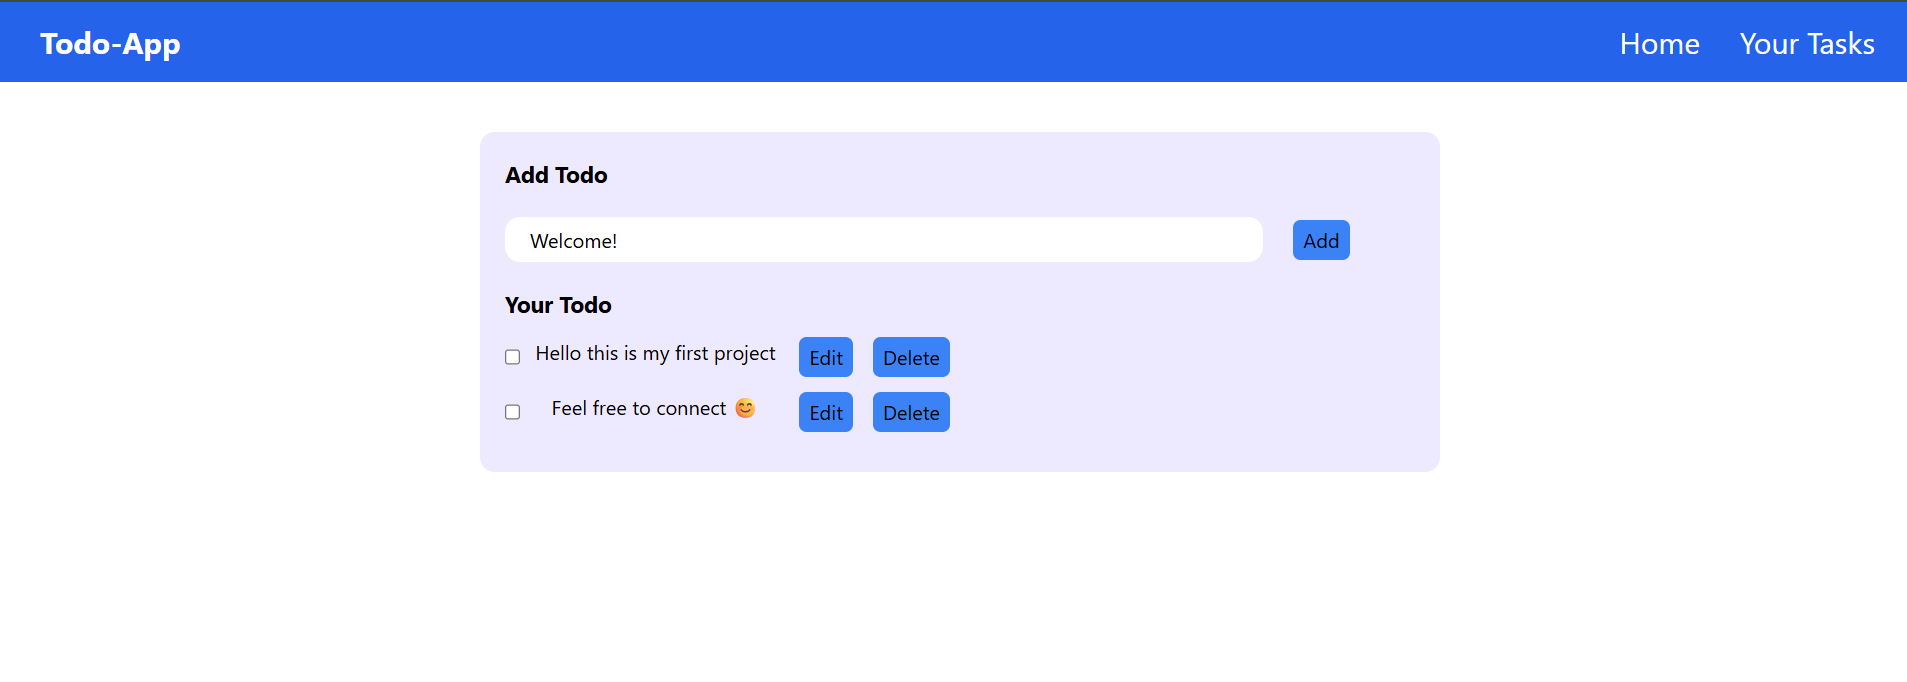 Todo-App Home Your Tasks
Add Todo
Welcome! Add
Your Todo
Hello this is my first project Edit Delete
Feel free to connect 😊 Edit Delete